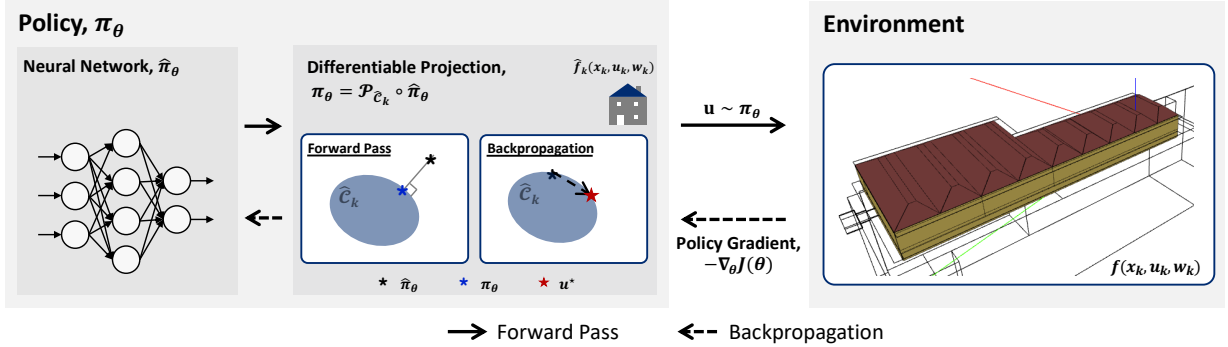 Policy, π_θ
Neural Network, π̂_θ
Differentiable Projection,
π_θ = 𝒫_Ĉ_k ∘ π̂_θ
f̂_k(x_k, u_k, w_k)
Forward Pass
Ĉ_k
Backpropagation
Ĉ_k
* π̂_θ * π_θ ★ u*
u ~ π_θ
Policy Gradient,
−∇_θJ(θ)
Environment
f(x_k, u_k, w_k)
Forward Pass
Backpropagation